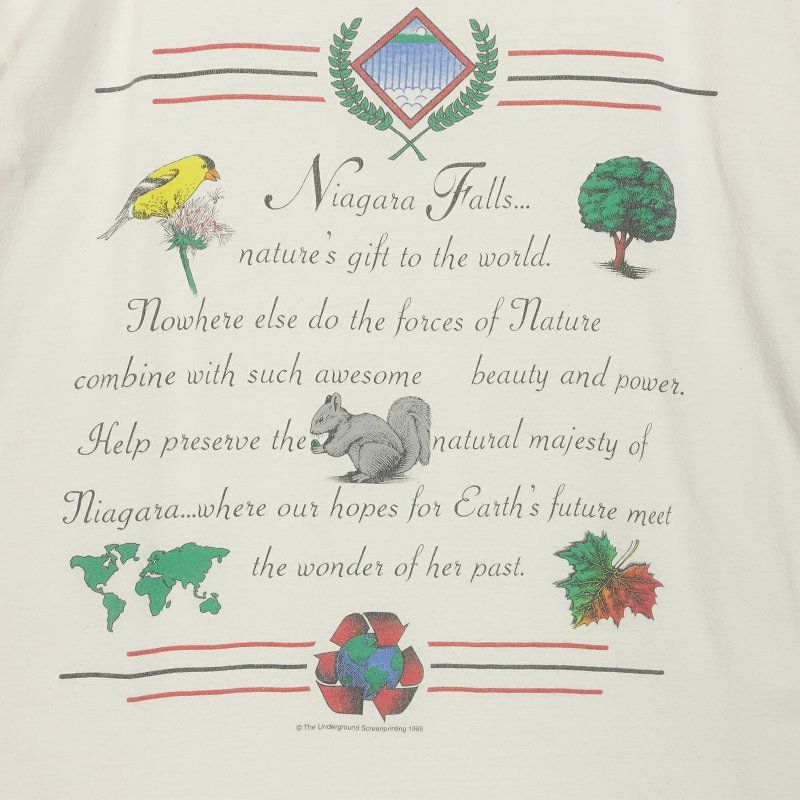 Niagara Falls...
nature's gift to the world.
Nowhere else do the forces of Nature
combine with such awesome beauty and power.
Help preserve the natural majesty of
Niagara...where our hopes for Earth's future meet
the wonder of her past.
© The Underground Screenprinting 1995